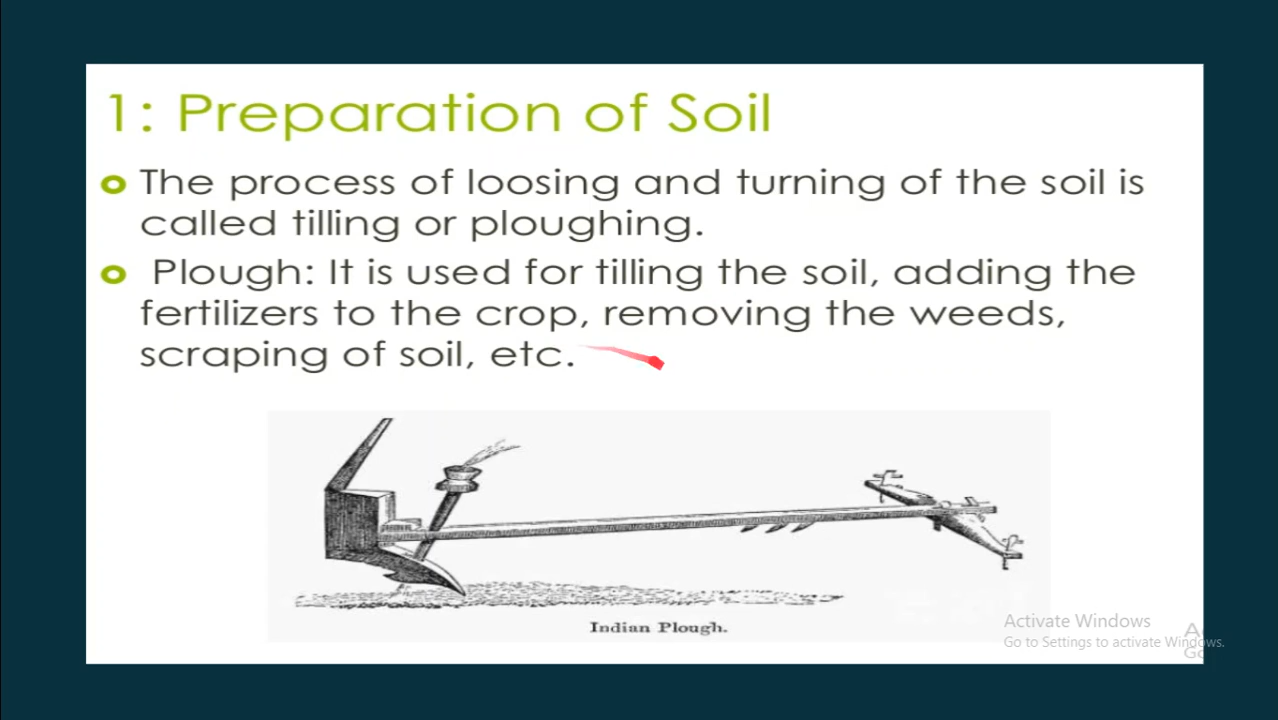 1: Preparation of Soil
The process of loosing and turning of the soil is
called tilling or ploughing.
Plough: It is used for tilling the soil, adding the
fertilizers to the crop, removing the weeds,
scraping of soil, etc.
Indian Plough.
Activate Windows
Go to Settings to activate Windows.